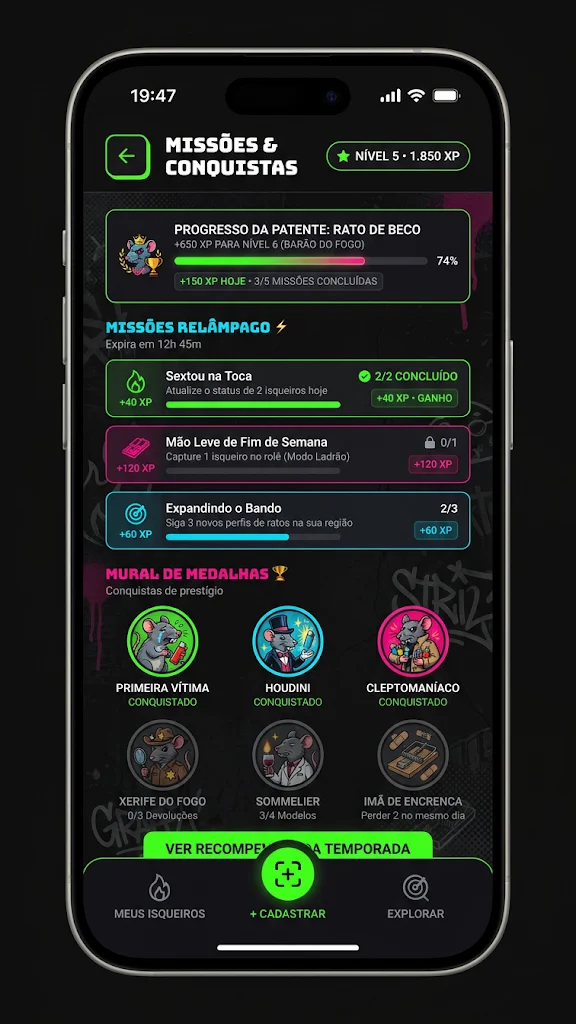 19:47
MISSÕES &
CONQUISTAS
NÍVEL 5 • 1.850 XP
PROGRESSO DA PATENTE: RATO DE BECO
+650 XP PARA NÍVEL 6 (BARÃO DO FOGO)
74%
+150 XP HOJE • 3/5 MISSÕES CONCLUÍDAS
MISSÕES RELÂMPAGO ⚡
Expira em 12h 45m
Sextou na Toca
2/2 CONCLUÍDO
Atualize o status de 2 isqueiros hoje
+40 XP
+40 XP • GANHO
Mão Leve de Fim de Semana
0/1
Capture 1 isqueiro no rolê (Modo Ladrão)
+120 XP
+120 XP
Expandindo o Bando
2/3
Siga 3 novos perfis de ratos na sua região
+60 XP
+60 XP
MURAL DE MEDALHAS 🏆
Conquistas de prestígio
PRIMEIRA VÍTIMA
CONQUISTADO
HOUDINI
CONQUISTADO
CLEPTOMANÍACO
CONQUISTADO
XERIFE DO FOGO
0/3 Devoluções
SOMMELIER
3/4 Modelos
IMÃ DE ENCRENCA
Perder 2 no mesmo dia
VER RECOMPEN DA TEMPORADA
MEUS ISQUEIROS
+ CADASTRAR
EXPLORAR